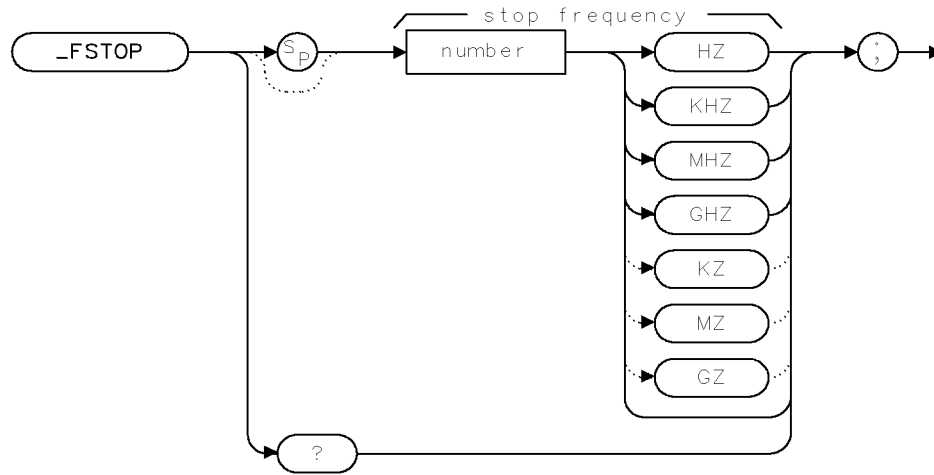 stop frequency
_FSTOP
SP
number
HZ
;
KHZ
MHZ
GHZ
KZ
MZ
GZ
?